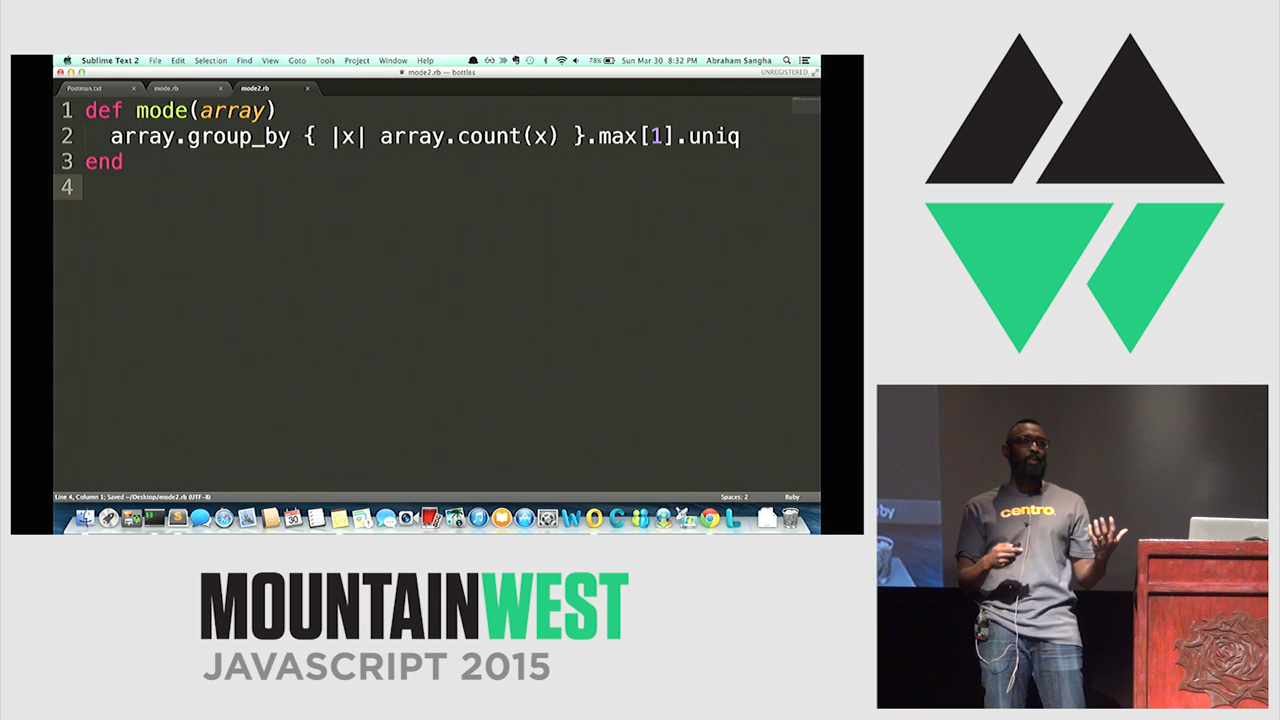 Sublime Text 2 File Edit Selection Find View Goto Tools Project Window Help 78% Sun Mar 30 8:32 PM Abraham Sangha
mode2.rb — bottles UNREGISTERED
Postman.txt mode.rb mode2.rb
1 def mode(array)
2 array.group_by { |x| array.count(x) }.max[1].uniq
3 end
4
Line 4, Column 1; Saved ~/Desktop/mode2.rb (UTF-8) Spaces: 2 Ruby
centro.
MOUNTAINWEST
JAVASCRIPT 2015